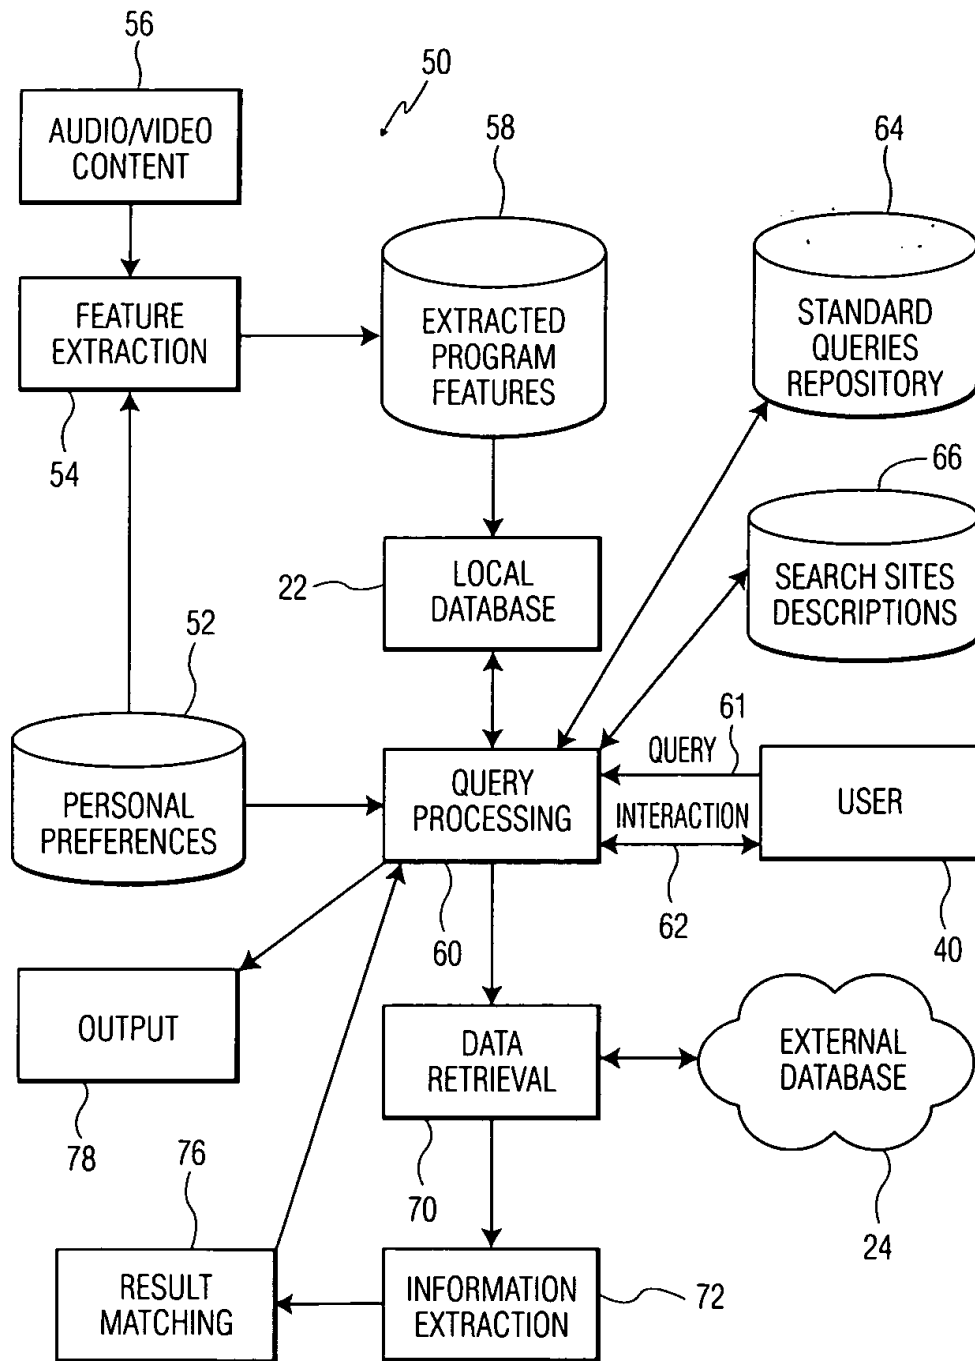 56
50
AUDIO/VIDEO
CONTENT
58
64
FEATURE
EXTRACTION
EXTRACTED
PROGRAM
FEATURES
STANDARD
QUERIES
REPOSITORY
54
66
22
LOCAL
DATABASE
SEARCH SITES
DESCRIPTIONS
52
61
PERSONAL
PREFERENCES
QUERY
PROCESSING
QUERY
INTERACTION
USER
60
62
40
OUTPUT
DATA
RETRIEVAL
EXTERNAL
DATABASE
78
76
70
24
RESULT
MATCHING
INFORMATION
EXTRACTION
72